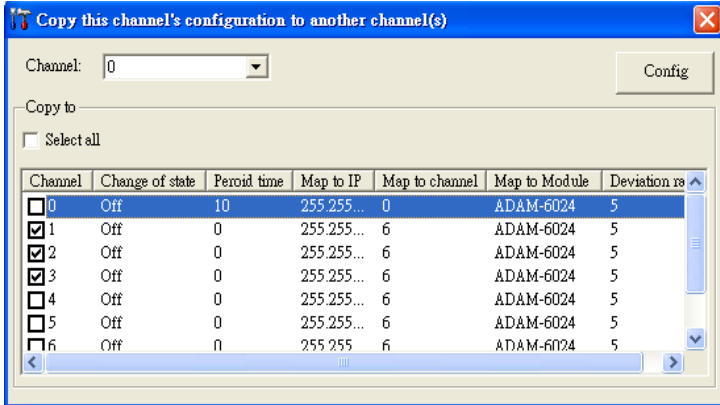 Copy this channel's configuration to another channel(s)
Channel: 0
Config
Copy to
Select all
Channel Change of state Peroid time Map to IP Map to channel Map to Module Deviation ra
0 Off 10 255.255... 0 ADAM-6024 5
1 Off 0 255.255... 6 ADAM-6024 5
2 Off 0 255.255... 6 ADAM-6024 5
3 Off 0 255.255... 6 ADAM-6024 5
4 Off 0 255.255... 6 ADAM-6024 5
5 Off 0 255.255... 6 ADAM-6024 5
6 Off 0 255.255 6 ADAM-6024 5